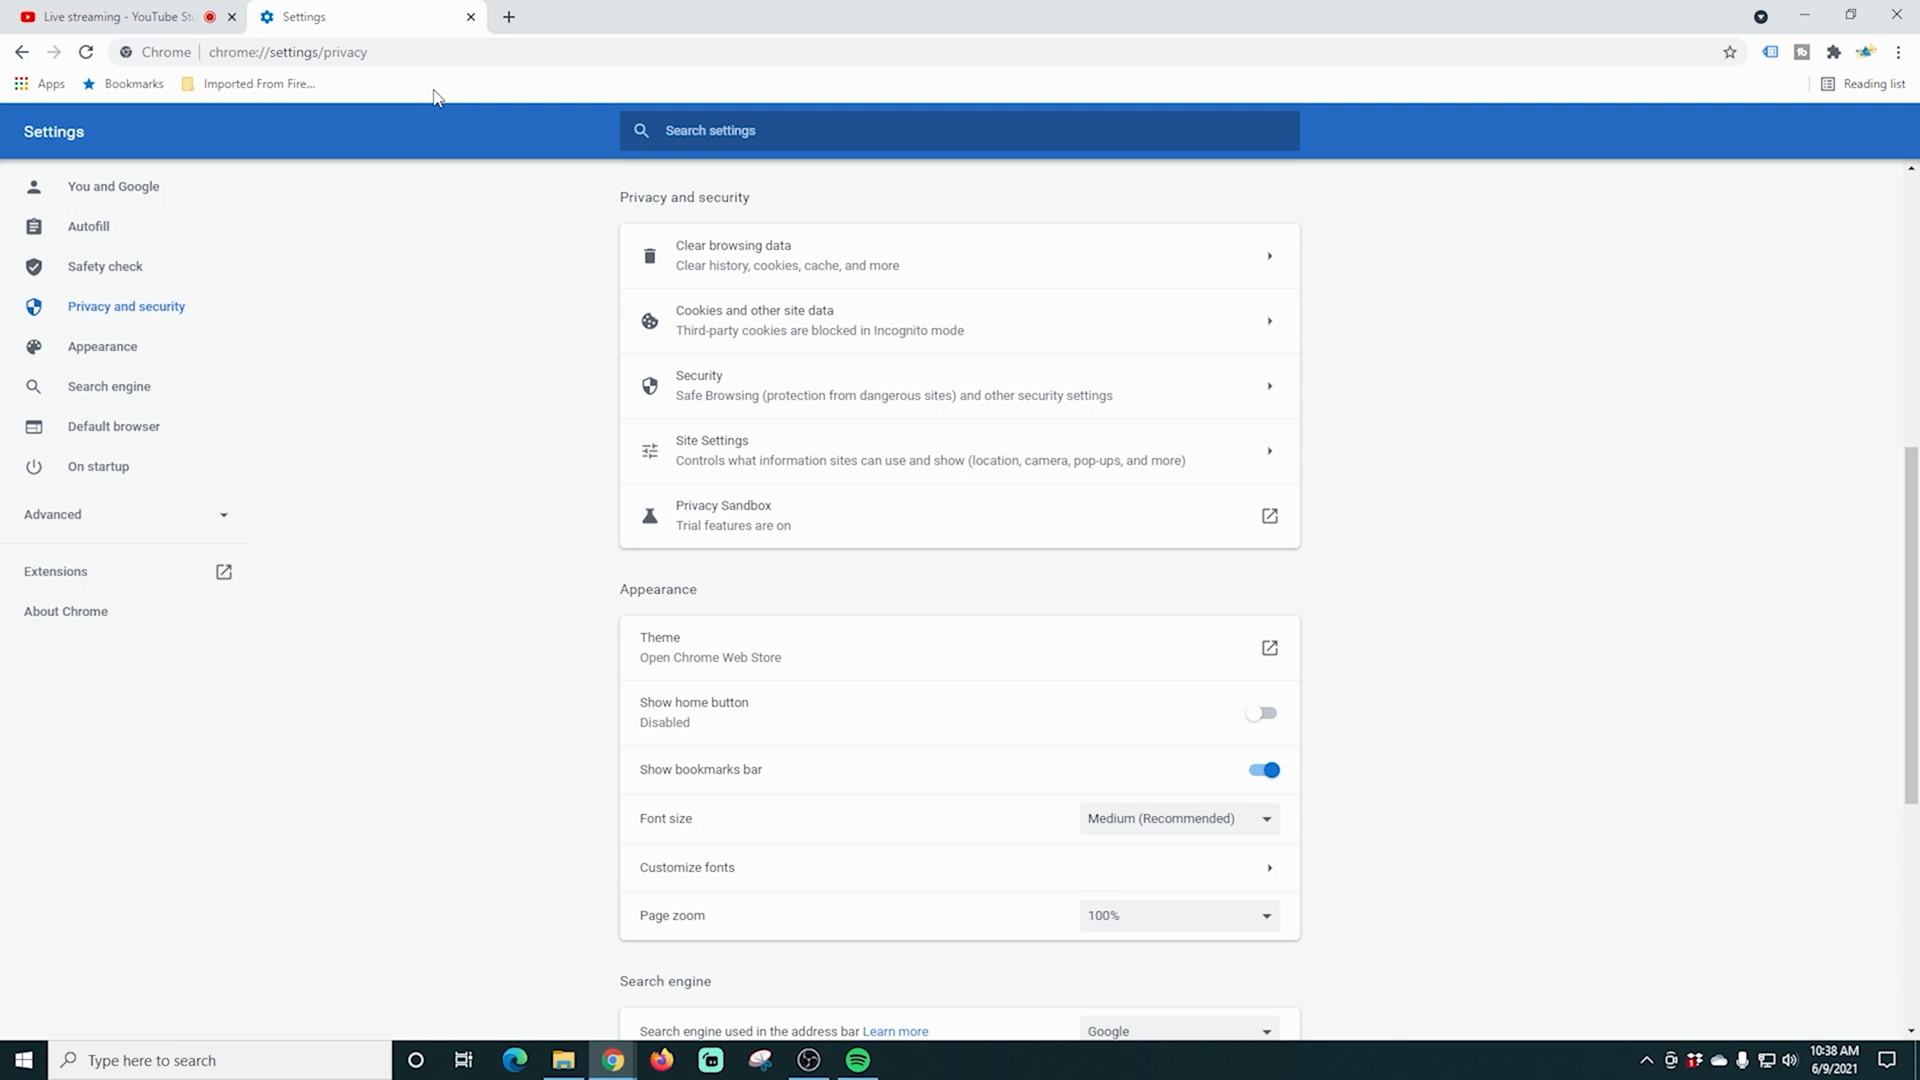 Live streaming - YouTube Stu
Settings
Chrome
chrome://settings/privacy
Apps
Bookmarks
Imported From Fire...
Reading list
Settings
Search settings
You and Google
Autofill
Safety check
Privacy and security
Appearance
Search engine
Default browser
On startup
Advanced
Extensions
About Chrome
Privacy and security
Clear browsing data
Clear history, cookies, cache, and more
Cookies and other site data
Third-party cookies are blocked in Incognito mode
Security
Safe Browsing (protection from dangerous sites) and other security settings
Site Settings
Controls what information sites can use and show (location, camera, pop-ups, and more)
Privacy Sandbox
Trial features are on
Appearance
Theme
Open Chrome Web Store
Show home button
Disabled
Show bookmarks bar
Font size
Medium (Recommended)
Customize fonts
Page zoom
100%
Search engine
Search engine used in the address bar Learn more
Google
Type here to search
10:38 AM
6/9/2021